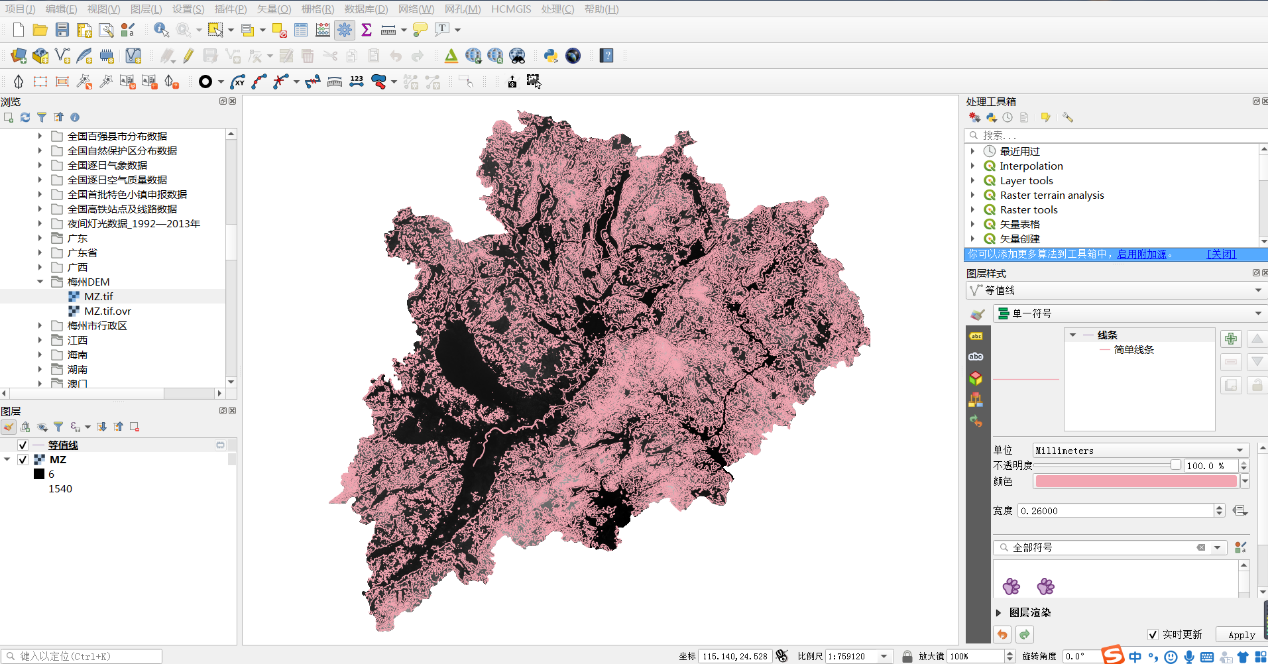 项目(J) 编辑(E) 视图(V) 图层(L) 设置(S) 插件(P) 矢量(O) 栅格(R) 数据库(D) 网络(W) 网孔(M) HCMGIS 处理(C) 帮助(H)
浏览
全国百强县市分布数据
全国自然保护区分布数据
全国逐日气象数据
全国逐日空气质量数据
全国首批特色小镇申报数据
全国高铁站点及线路数据
夜间灯光数据_1992—2013年
广东
广东省
广西
梅州DEM
MZ.tif
MZ.tif.ovr
梅州市行政区
江西
海南
湖南
澳门
图层
等值线
MZ
6
1540
处理工具箱
搜索...
最近用过
Interpolation
Layer tools
Raster terrain analysis
Raster tools
矢量表格
矢量创建
你可以添加更多算法到工具箱中，启用附加源。 [关闭]
图层样式
等值线
单一符号
线条
简单线条
单位 Millimeters
不透明度 100.0 %
颜色
宽度 0.26000
全部符号
图层渲染
实时更新 Apply
键入以定位(Ctrl+K) 坐标 115.140,24.528 比例尺 1:759120 放大镜 100% 旋转角度 0.0° 中